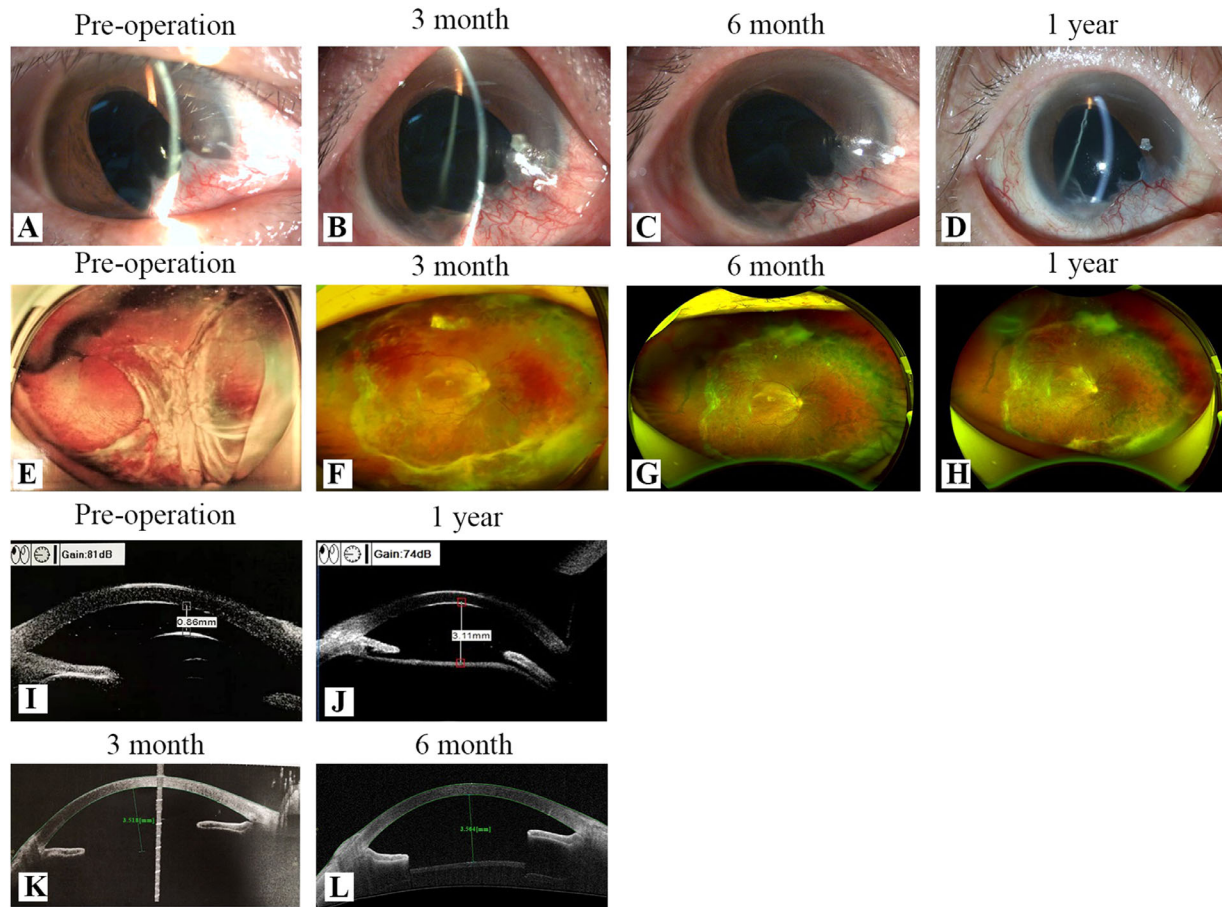 Pre-operation
3 month
6 month
1 year
A
B
C
D
Pre-operation
3 month
6 month
1 year
E
F
G
H
Pre-operation
1 year
Gain:81dB
Gain:74dB
0.86mm
3.11mm
I
J
3 month
6 month
K
L